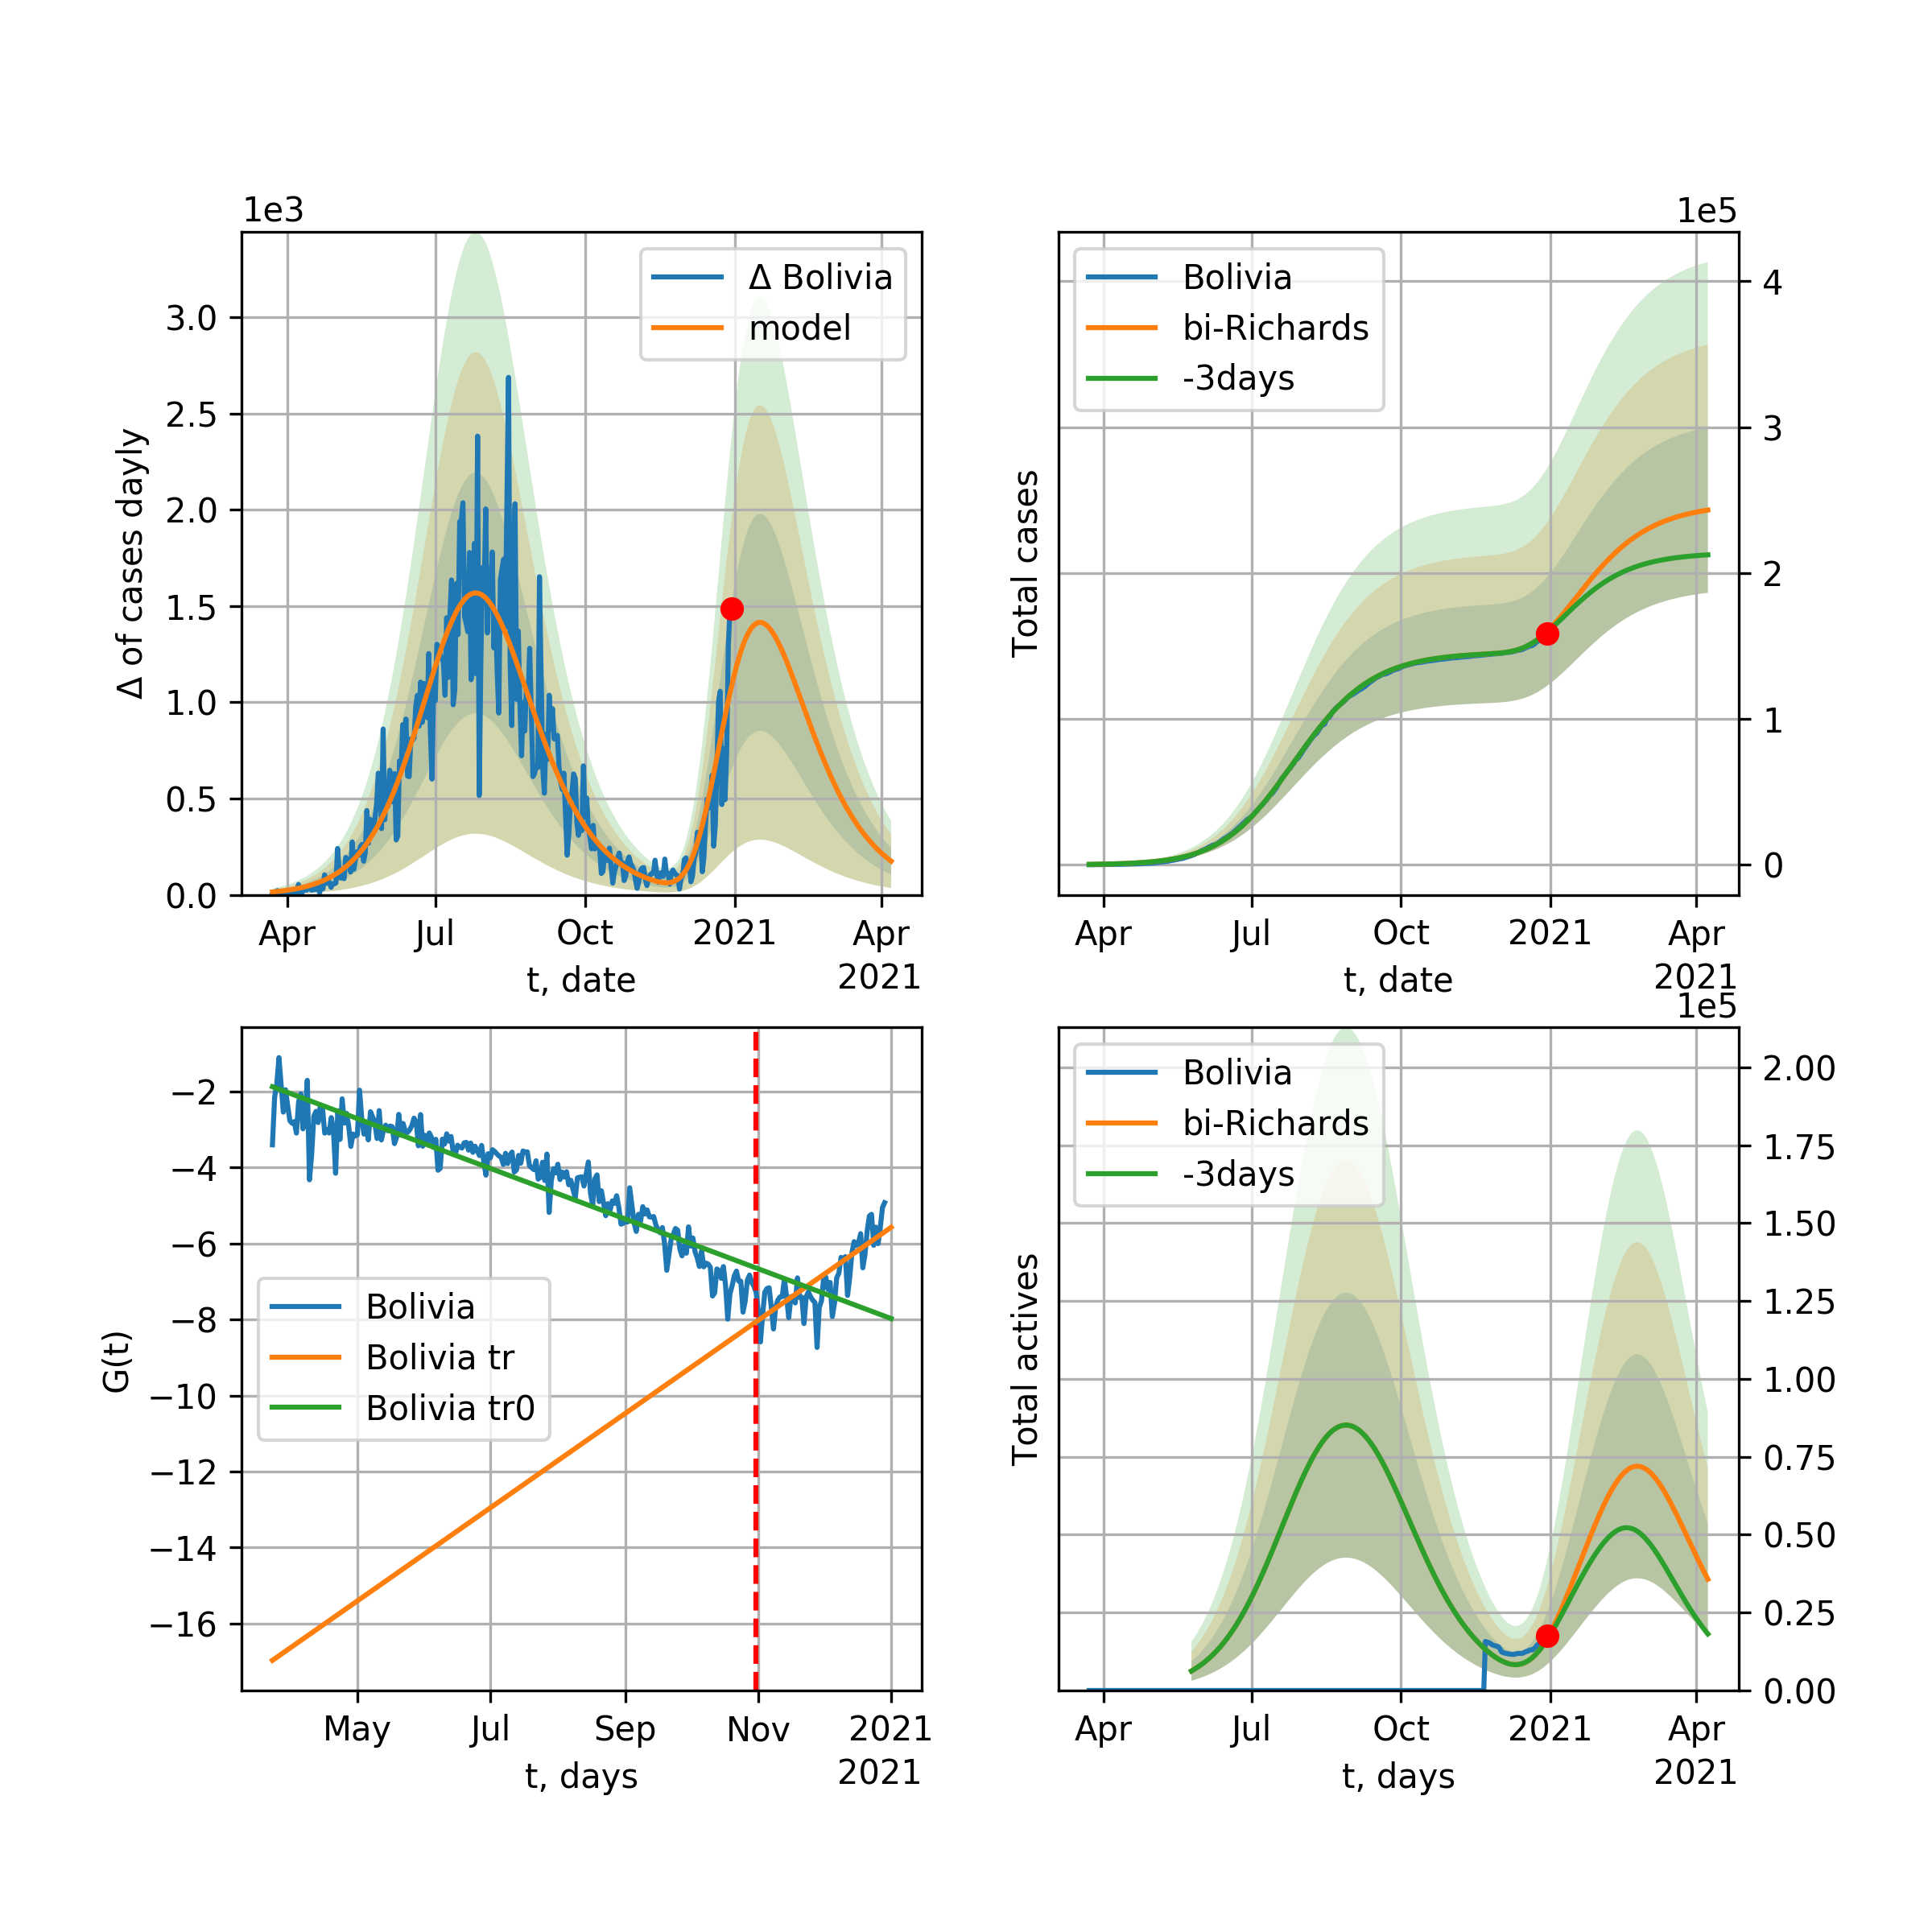 1e3
Δ of cases dayly
3.0
2.5
2.0
1.5
1.0
0.5
0.0
Δ Bolivia
model
Apr
Jul
Oct
2021
Apr
2021
t, date
1e5
Total cases
Bolivia
bi-Richards
-3days
4
3
2
1
0
Apr
Jul
Oct
2021
Apr
2021
t, date
G(t)
−2
−4
−6
−8
−10
−12
−14
−16
Bolivia
Bolivia tr
Bolivia tr0
May
Jul
Sep
Nov
2021
2021
t, days
1e5
Total actives
Bolivia
bi-Richards
-3days
2.00
1.75
1.50
1.25
1.00
0.75
0.50
0.25
0.00
Apr
Jul
Oct
2021
Apr
2021
t, days